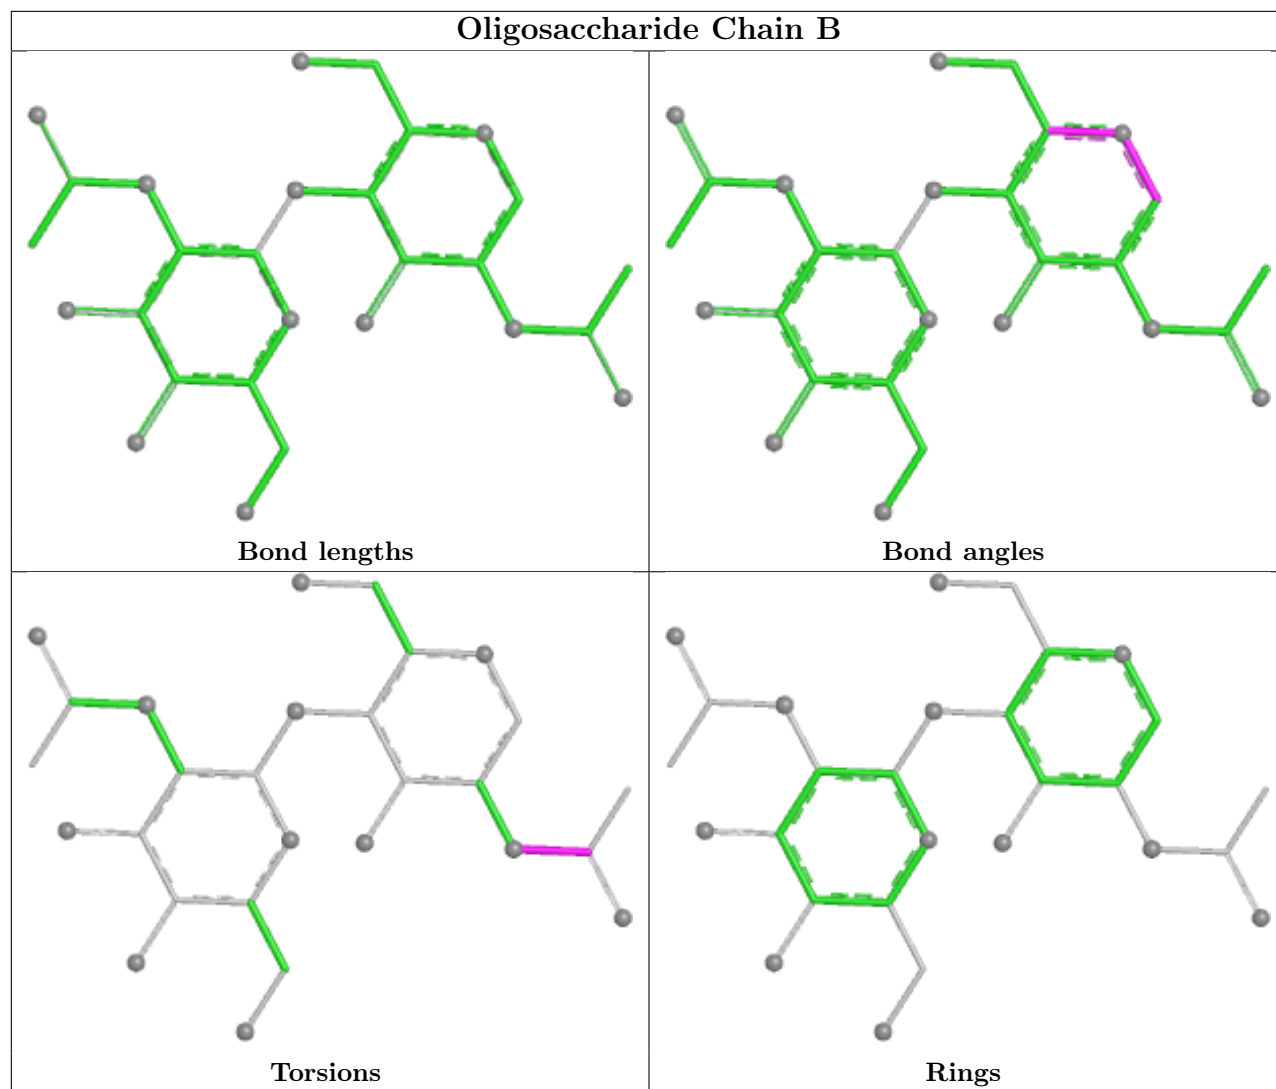 Oligosaccharide Chain B
Bond lengths
Bond angles
Torsions
Rings